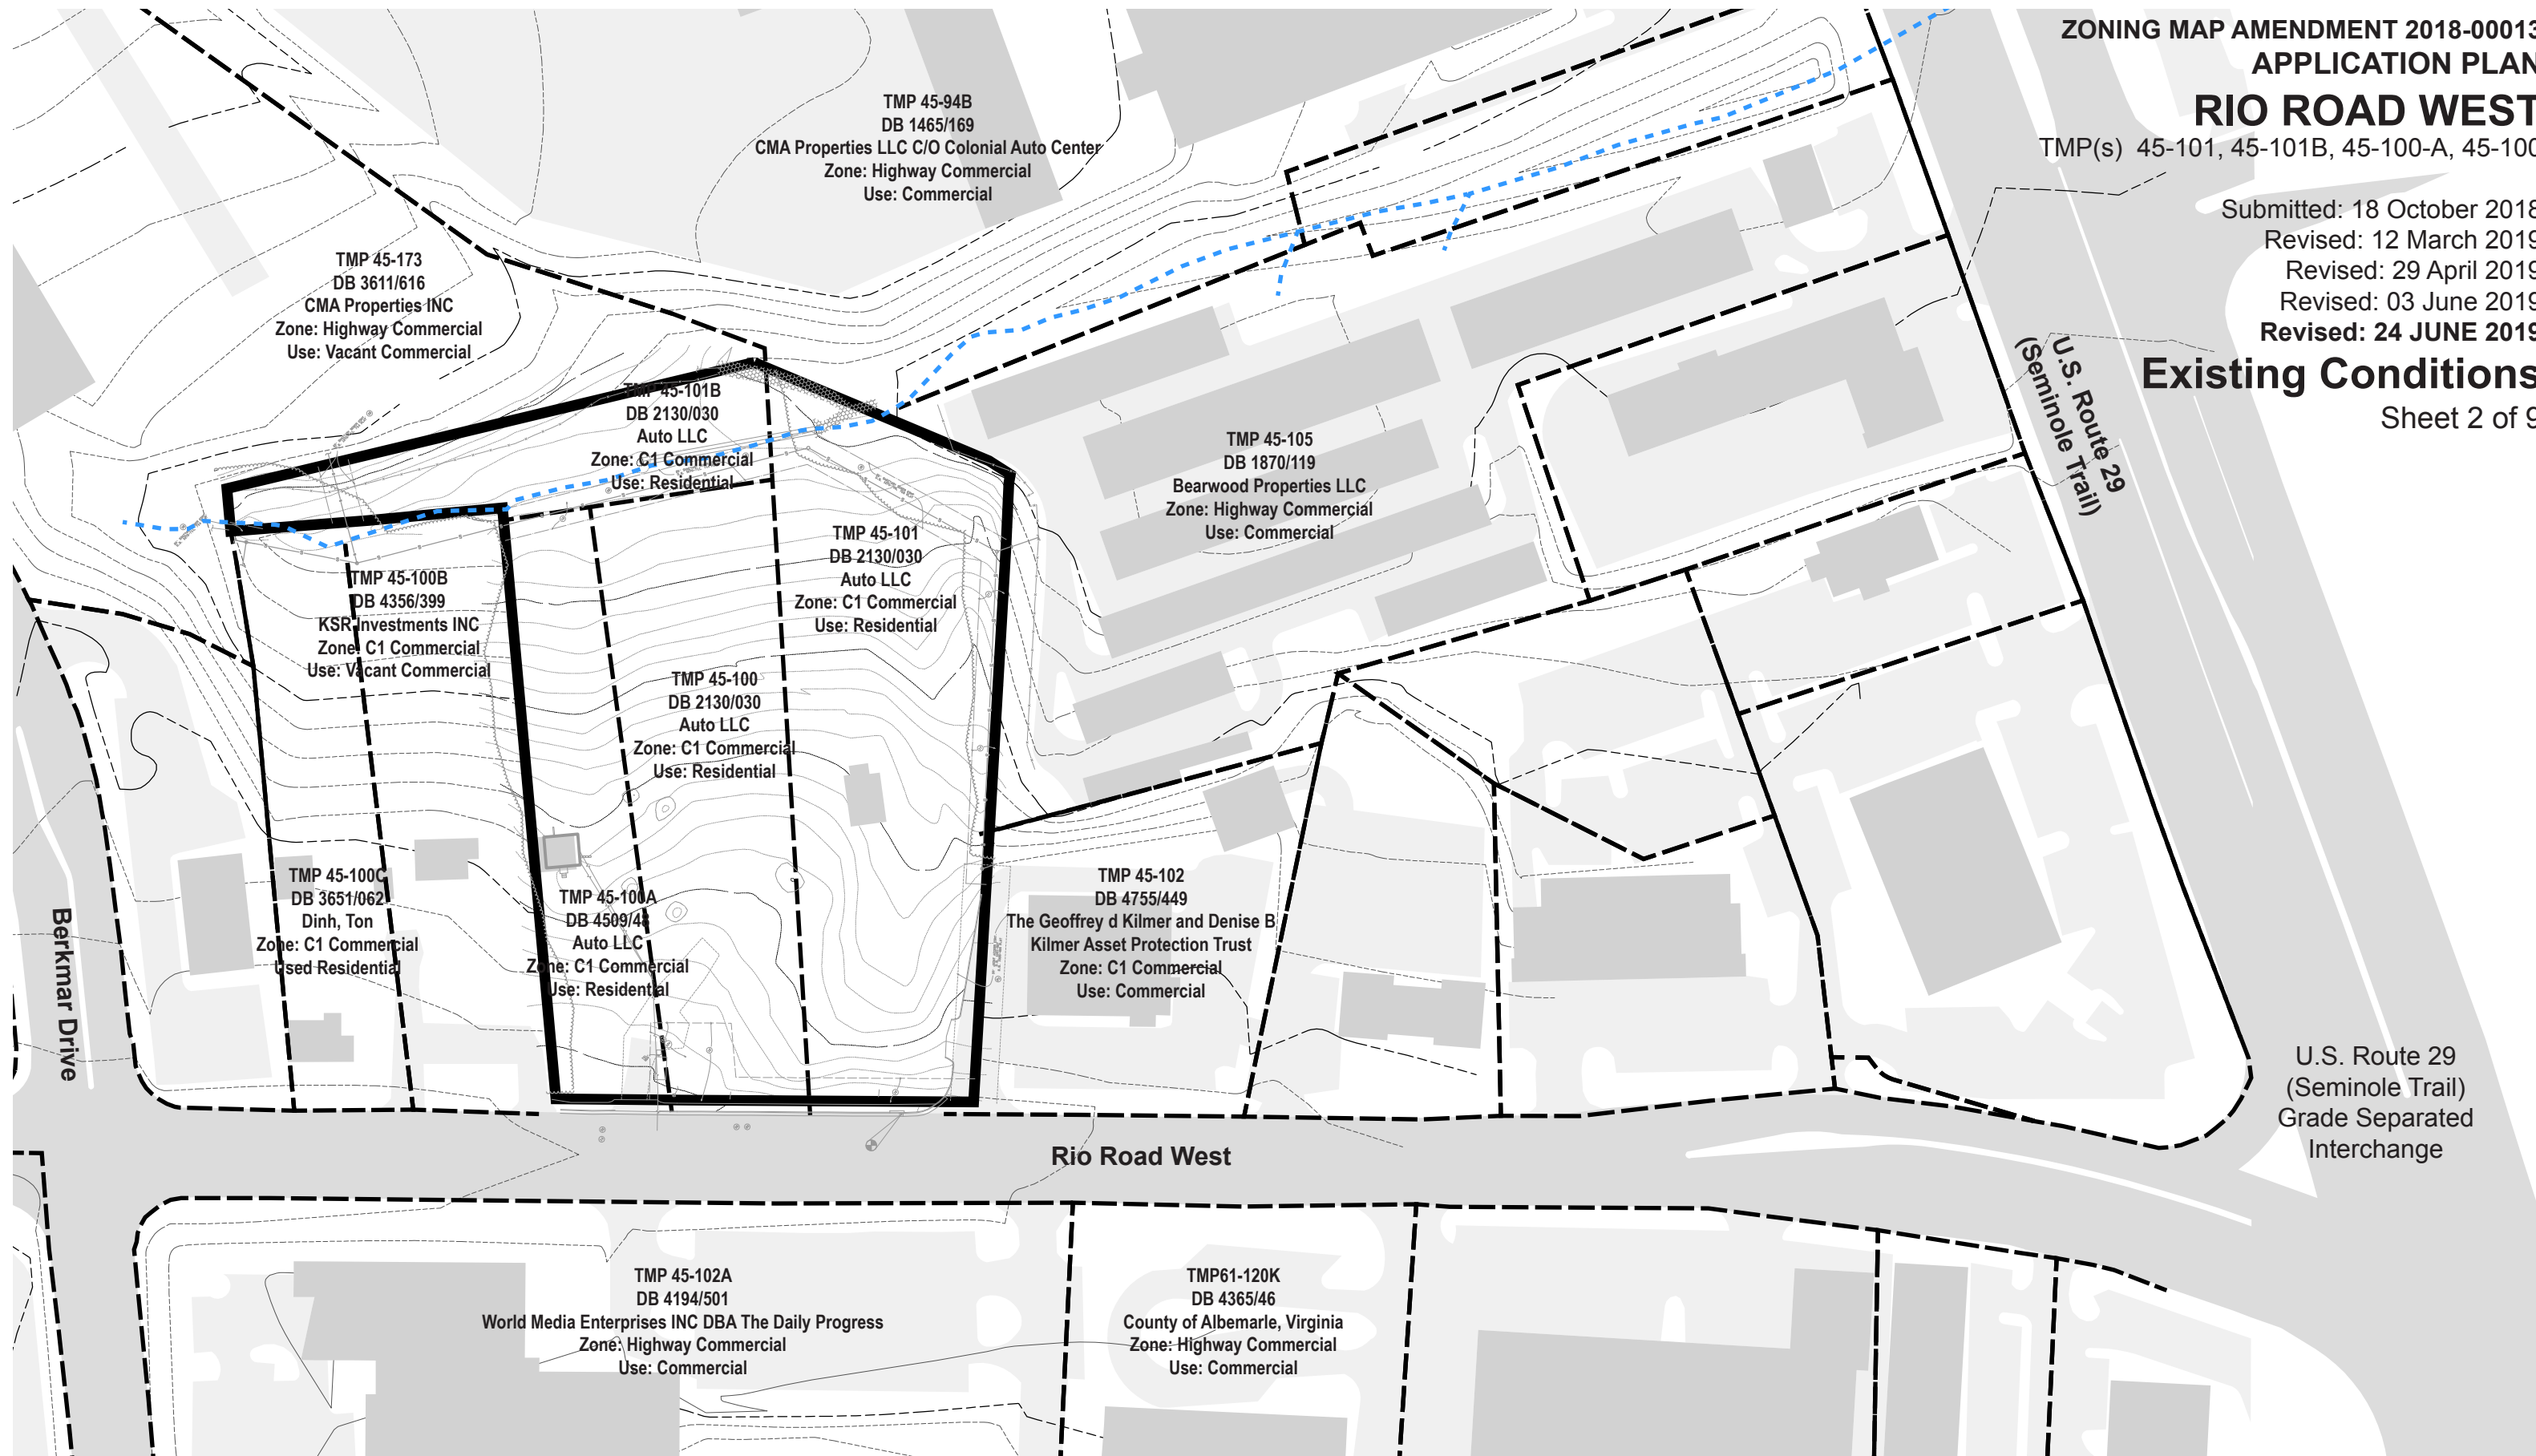 ZONING MAP AMENDMENT 2018-00013
APPLICATION PLAN
RIO ROAD WEST
TMP(s) 45-101, 45-101B, 45-100-A, 45-100
Submitted: 18 October 2018
Revised: 12 March 2019
Revised: 29 April 2019
Revised: 03 June 2019
Revised: 24 JUNE 2019
Existing Conditions
Sheet 2 of 9
TMP 45-94B
DB 1465/169
CMA Properties LLC C/O Colonial Auto Center
Zone: Highway Commercial
Use: Commercial
TMP 45-173
DB 3611/616
CMA Properties INC
Zone: Highway Commercial
Use: Vacant Commercial
TMP 45-101B
DB 2130/030
Auto LLC
Zone: C1 Commercial
Use: Residential
TMP 45-105
DB 1870/119
Bearwood Properties LLC
Zone: Highway Commercial
Use: Commercial
U.S. Route 29
(Seminole Trail)
TMP 45-101
DB 2130/030
Auto LLC
Zone: C1 Commercial
Use: Residential
TMP 45-100B
DB 4356/399
KSR Investments INC
Zone: C1 Commercial
Use: Vacant Commercial
TMP 45-100
DB 2130/030
Auto LLC
Zone: C1 Commercial
Use: Residential
TMP 45-100C
DB 3651/062
Dinh, Ton
Zone: C1 Commercial
Used Residential
TMP 45-100A
DB 4509/48
Auto LLC
Zone: C1 Commercial
Use: Residential
TMP 45-102
DB 4755/449
The Geoffrey d Kilmer and Denise B
Kilmer Asset Protection Trust
Zone: C1 Commercial
Use: Commercial
Berkmar Drive
U.S. Route 29
(Seminole Trail)
Grade Separated
Interchange
Rio Road West
TMP 45-102A
DB 4194/501
World Media Enterprises INC DBA The Daily Progress
Zone: Highway Commercial
Use: Commercial
TMP61-120K
DB 4365/46
County of Albemarle, Virginia
Zone: Highway Commercial
Use: Commercial